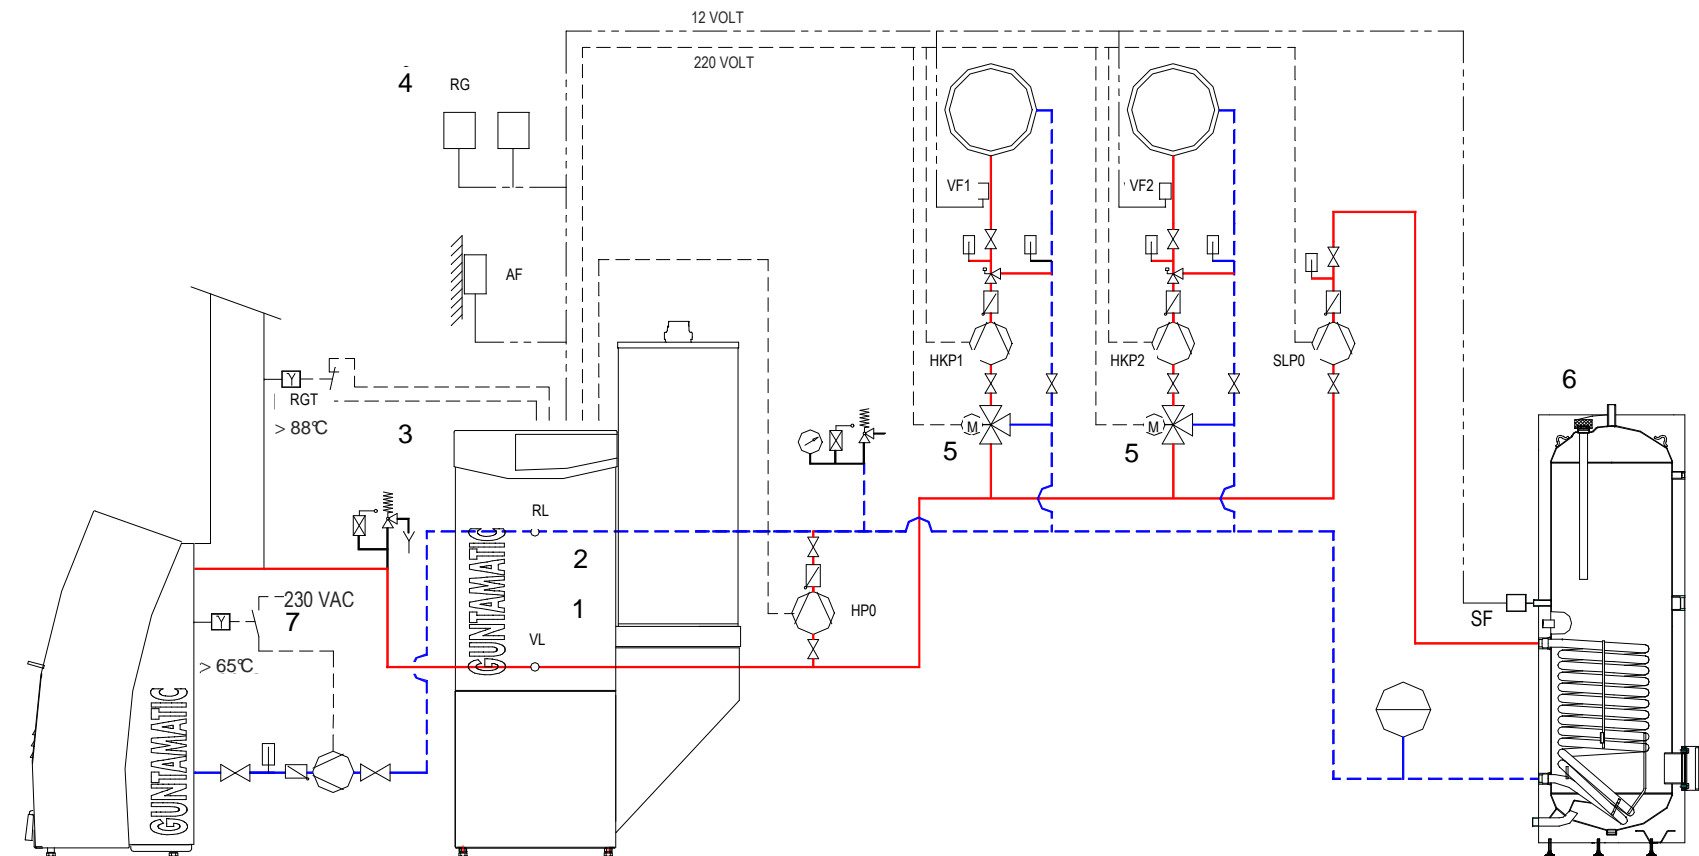 12 VOLT
220 VOLT
4
RG
VF1
VF2
AF
HKP1
HKP2
SLP0
RGT
> 88°C
3
6
M
M
5
5
RL
GUNTAMATIC
2
230 VAC
7
1
HP0
SF
VL
> 65°C
GUNTAMATIC
Y
Y